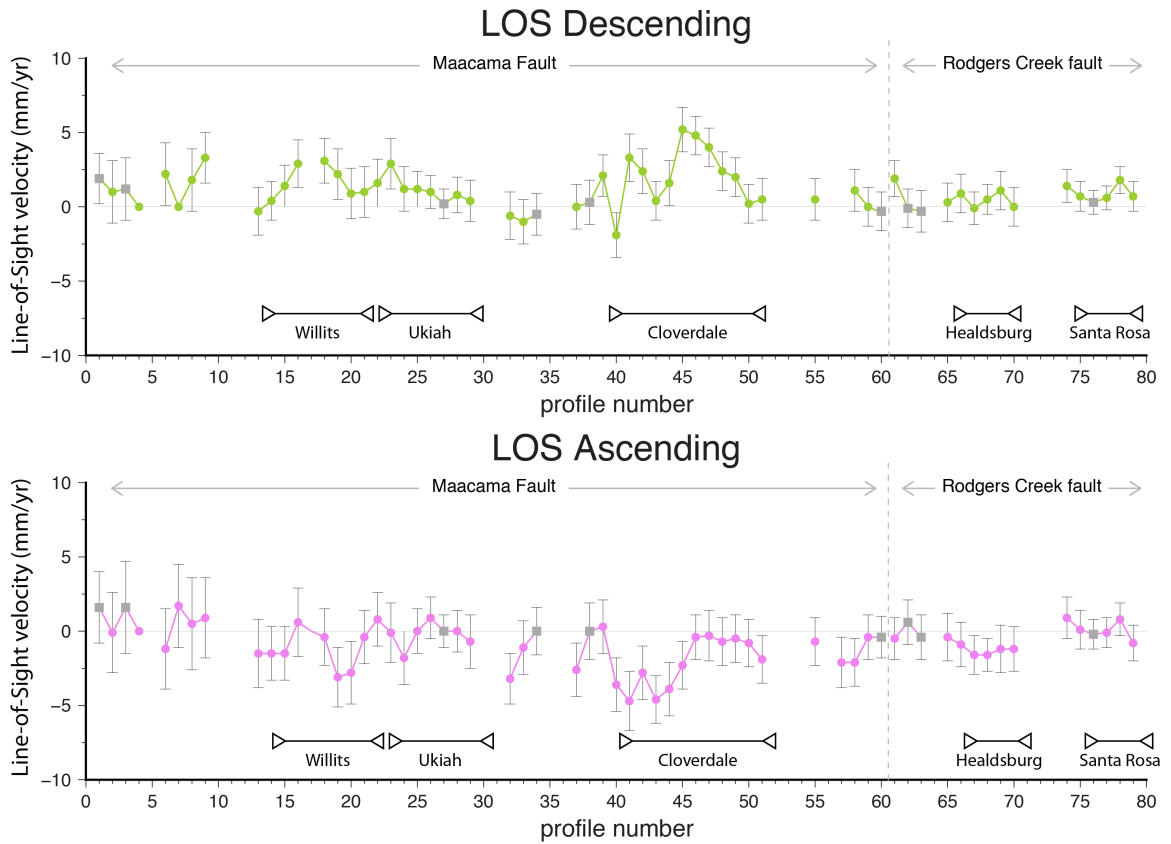 LOS Descending
Line-of-Sight velocity (mm/yr)
10
5
0
−5
−10
Maacama Fault
Rodgers Creek fault
Willits
Ukiah
Cloverdale
Healdsburg
Santa Rosa
0 5 10 15 20 25 30 35 40 45 50 55 60 65 70 75 80
profile number
LOS Ascending
Line-of-Sight velocity (mm/yr)
10
5
0
−5
−10
Maacama Fault
Rodgers Creek fault
Willits
Ukiah
Cloverdale
Healdsburg
Santa Rosa
0 5 10 15 20 25 30 35 40 45 50 55 60 65 70 75 80
profile number